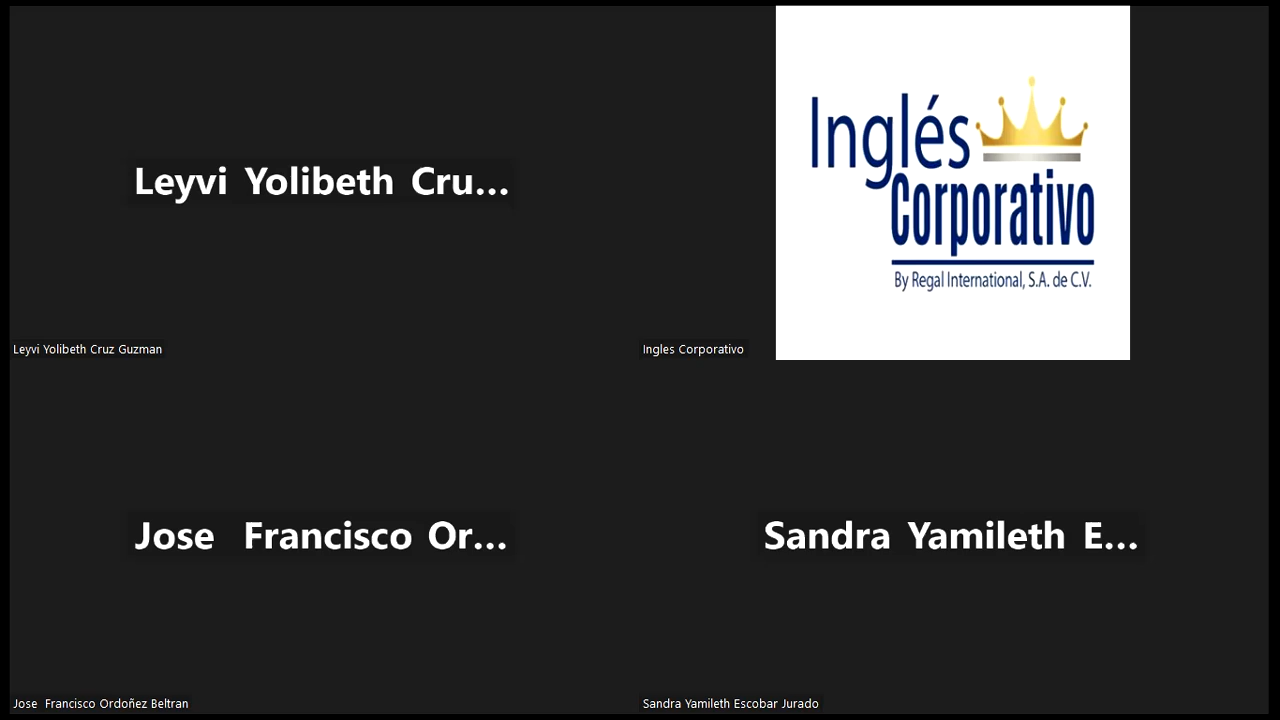 Leyvi Yolibeth Cru...
Leyvi Yolibeth Cruz Guzman
Inglés
Corporativo
By Regal International, S.A. de C.V.
Ingles Corporativo
Jose Francisco Or...
Jose Francisco Ordoñez Beltran
Sandra Yamileth E...
Sandra Yamileth Escobar Jurado